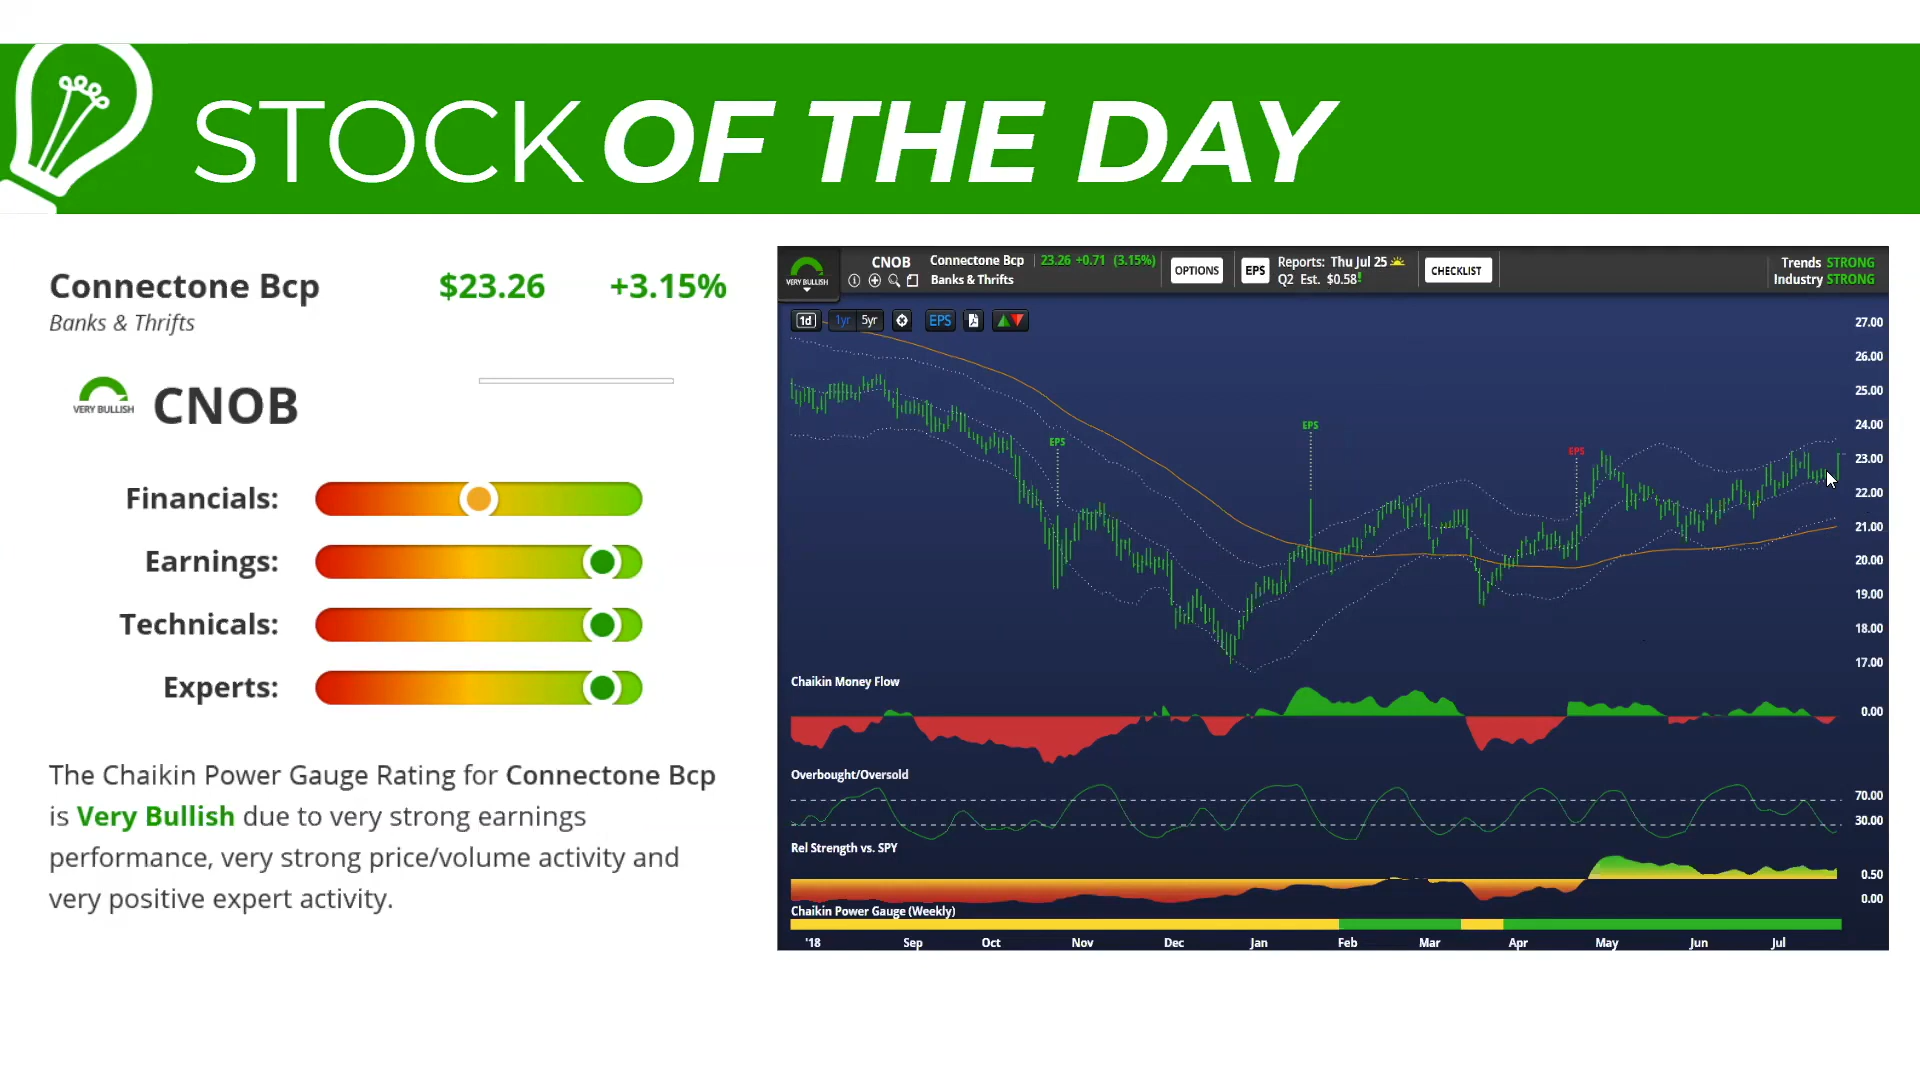 STOCK OF THE DAY
Connectone Bcp $23.26 +3.15%
Banks & Thrifts
VERY BULLISH CNOB
Financials:
Earnings:
Technicals:
Experts:
The Chaikin Power Gauge Rating for Connectone Bcp
is Very Bullish due to very strong earnings
performance, very strong price/volume activity and
very positive expert activity.
VERY BULLISH
CNOB Connectone Bcp 23.26 +0.71 (3.15%)
Banks & Thrifts
OPTIONS
EPS
Reports: Thu Jul 25
Q2 Est. $0.58!
CHECKLIST
Trends STRONG
Industry STRONG
1d 1yr 5yr EPS
27.00
26.00
25.00
24.00
23.00
22.00
21.00
20.00
19.00
18.00
17.00
EPS
EPS
EPS
Chaikin Money Flow
0.00
Overbought/Oversold
70.00
30.00
Rel Strength vs. SPY
0.50
0.00
Chaikin Power Gauge (Weekly)
'18 Sep Oct Nov Dec Jan Feb Mar Apr May Jun Jul